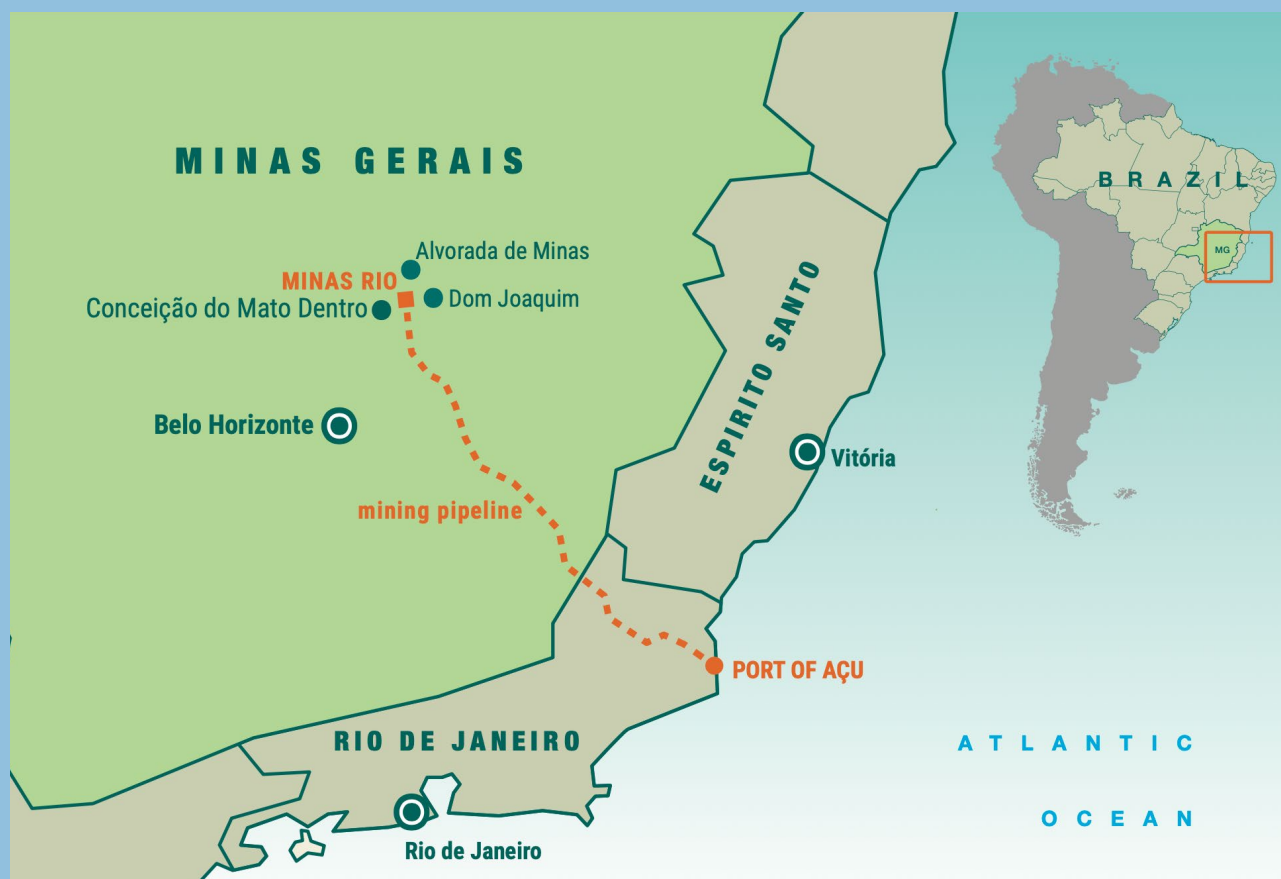 MINAS GERAIS
BRAZIL
MG
Alvorada de Minas
MINAS RIO
Dom Joaquim
Conceição do Mato Dentro
ESPIRITO SANTO
Belo Horizonte
Vitória
mining pipeline
PORT OF AÇU
RIO DE JANEIRO
ATLANTIC
OCEAN
Rio de Janeiro